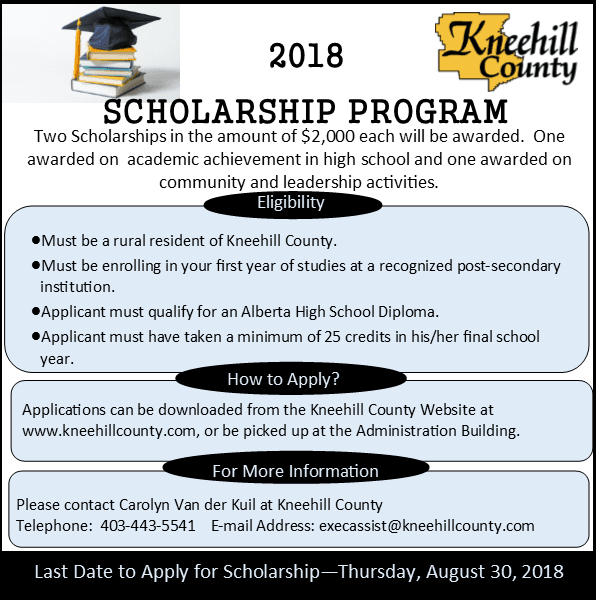 2018
Kneehill
County
SCHOLARSHIP PROGRAM
Two Scholarships in the amount of $2,000 each will be awarded. One
awarded on academic achievement in high school and one awarded on
community and leadership activities.
Eligibility
●Must be a rural resident of Kneehill County.
●Must be enrolling in your first year of studies at a recognized post-secondary
institution.
●Applicant must qualify for an Alberta High School Diploma.
●Applicant must have taken a minimum of 25 credits in his/her final school
year.
How to Apply?
Applications can be downloaded from the Kneehill County Website at
www.kneehillcounty.com, or be picked up at the Administration Building.
For More Information
Please contact Carolyn Van der Kuil at Kneehill County
Telephone: 403-443-5541 E-mail Address: execassist@kneehillcounty.com
Last Date to Apply for Scholarship—Thursday, August 30, 2018